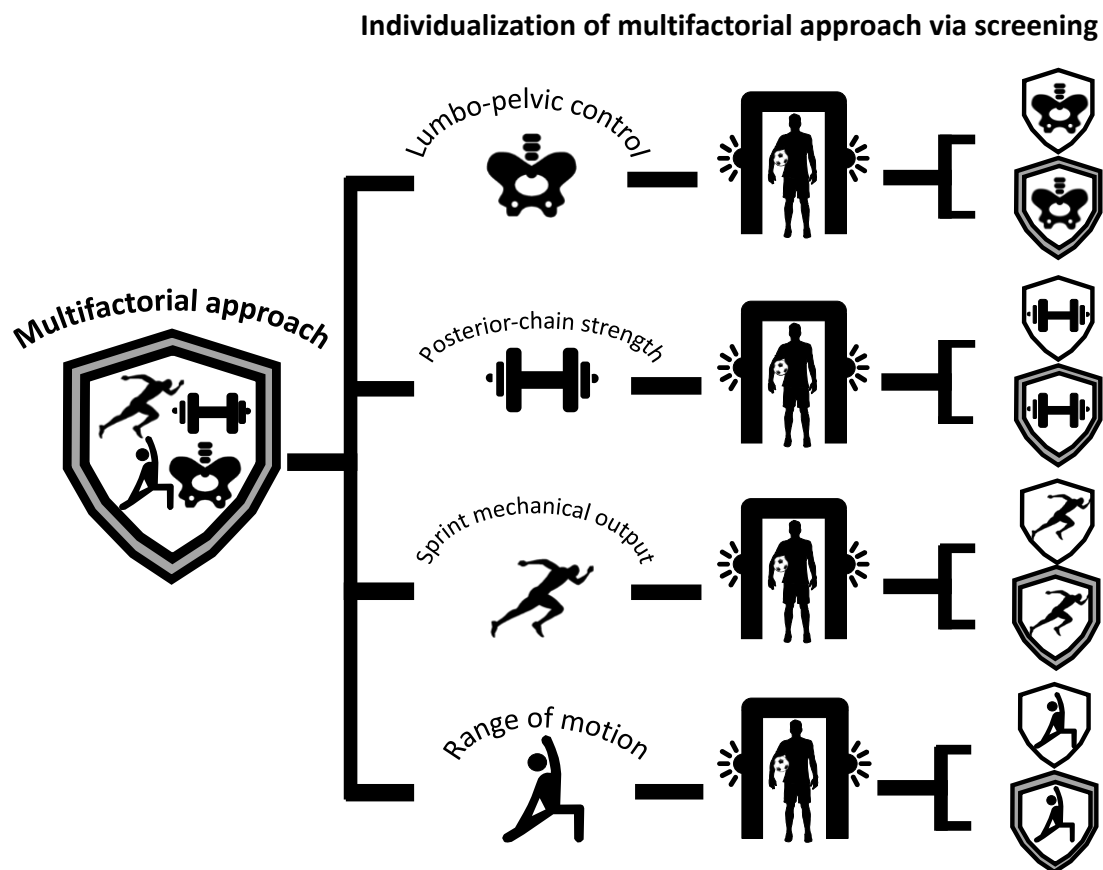 Individualization of multifactorial approach via screening
Lumbo-pelvic control
Multifactorial approach
Posterior-chain strength
Sprint mechanical output
Range of motion